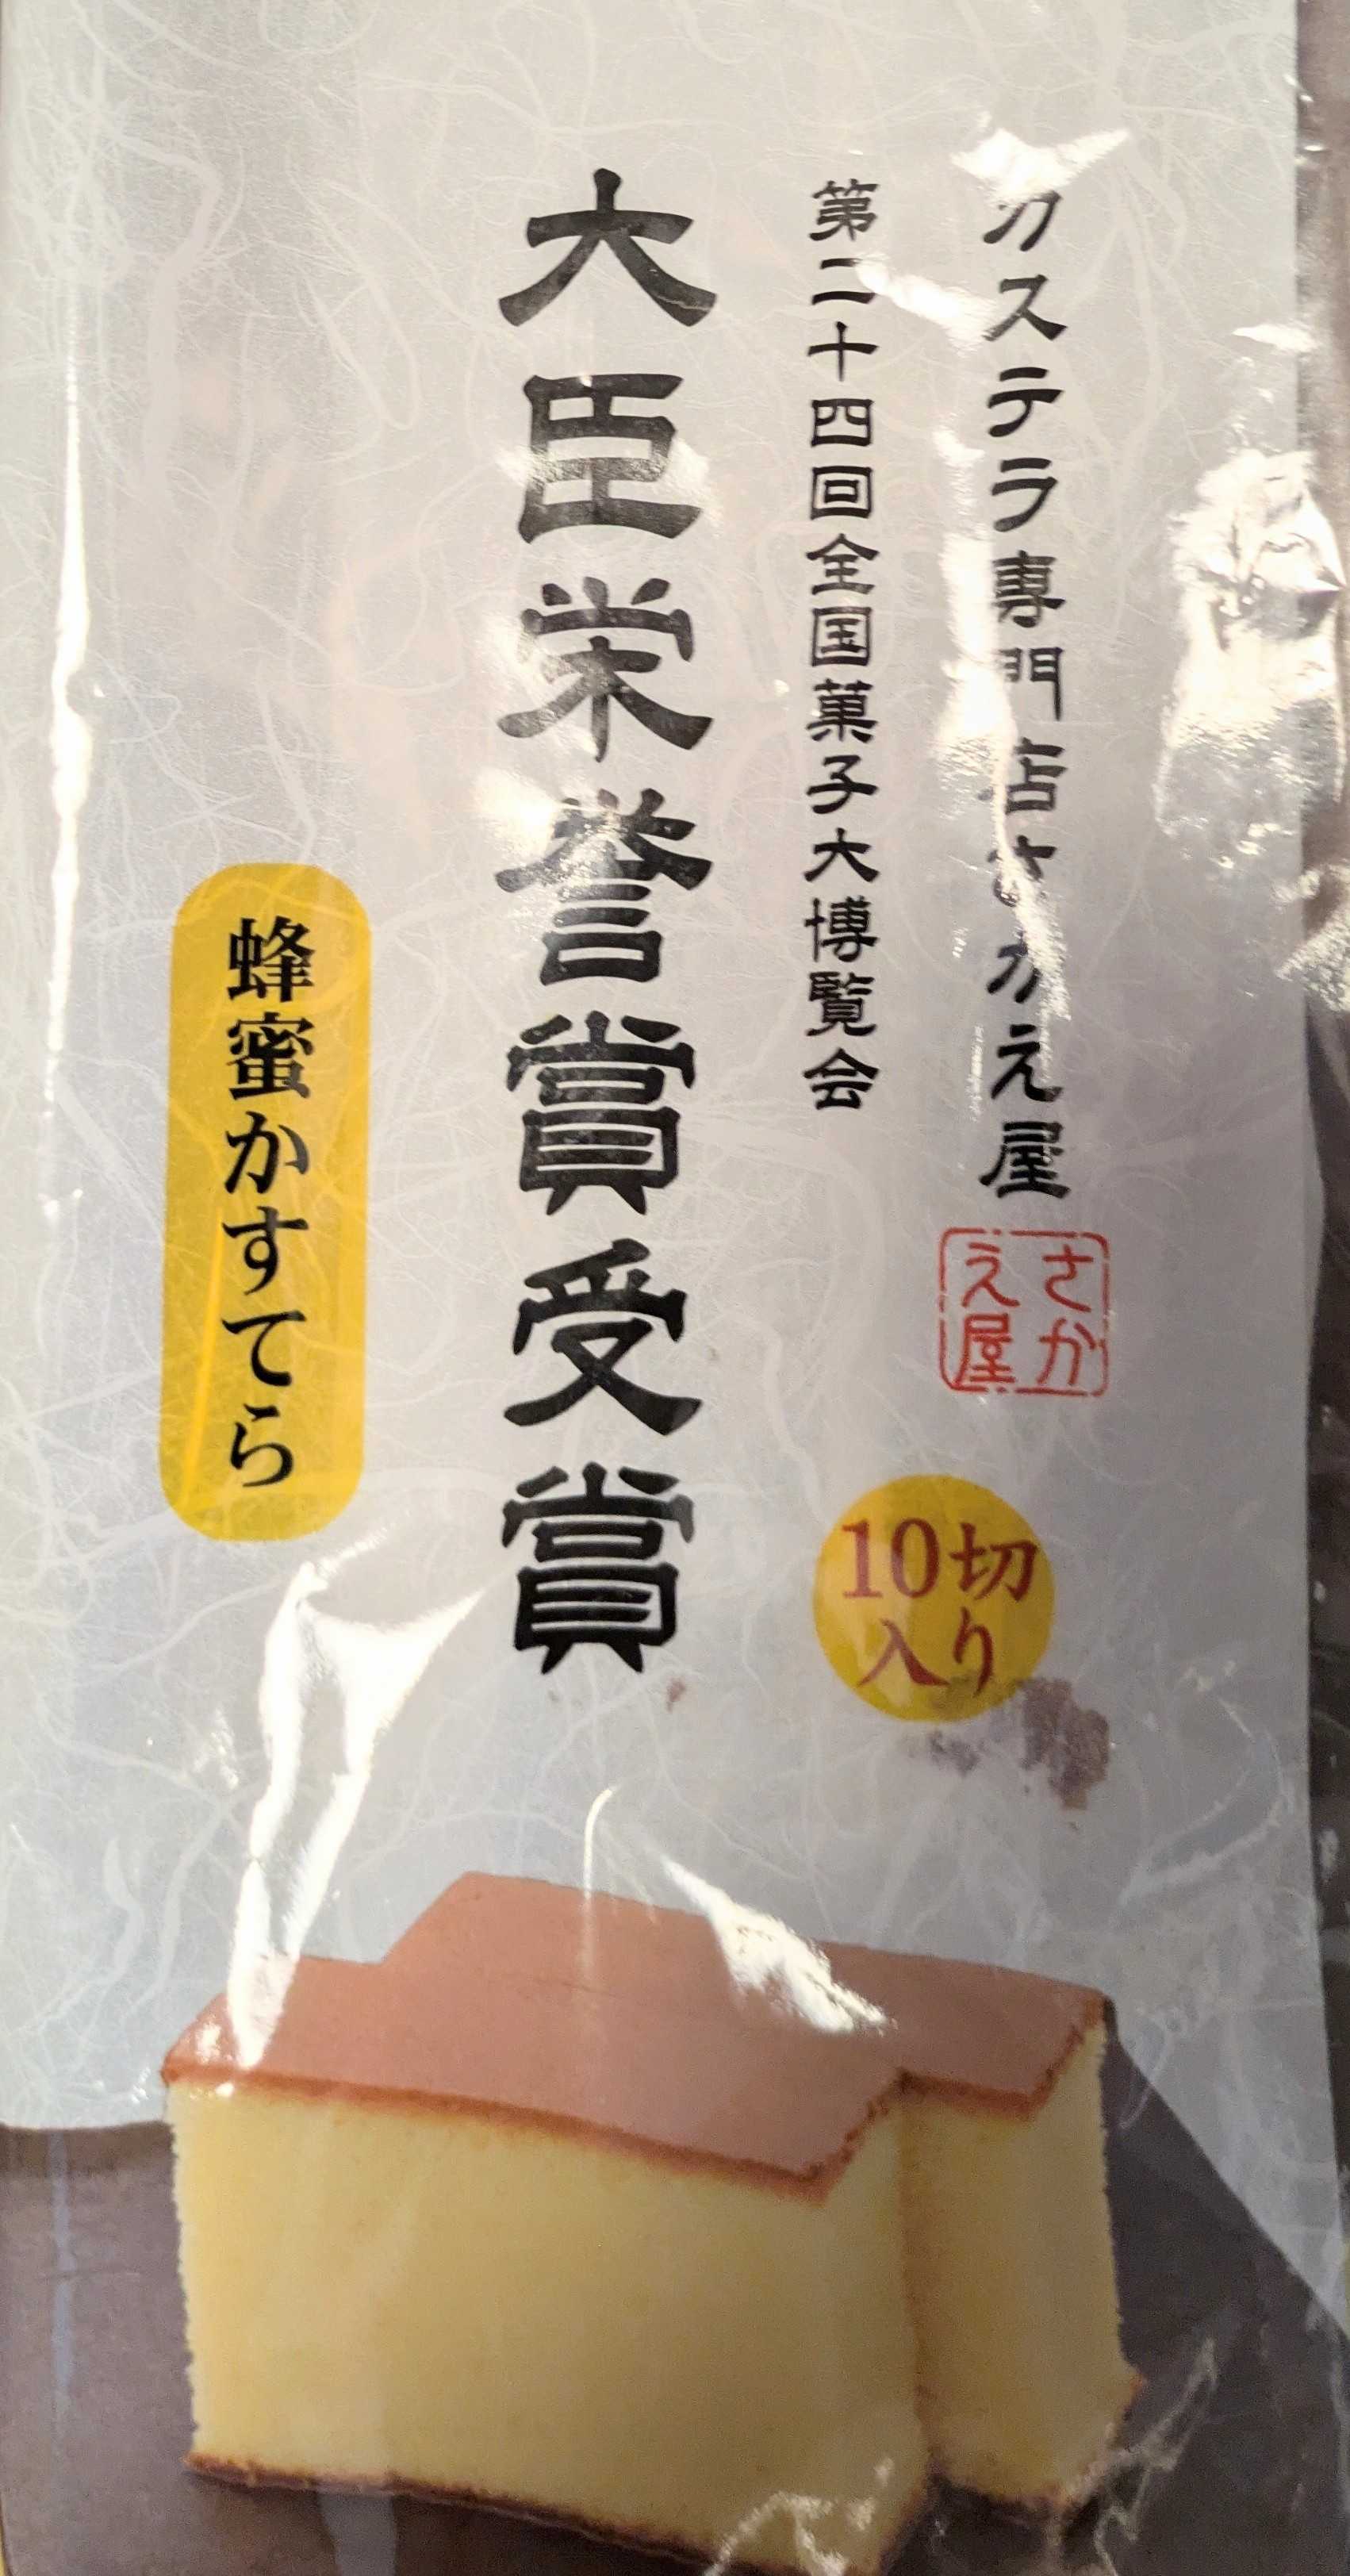 カステラ専門店さかえ屋
さかえ屋
第二十四回全国菓子大博覧会
大臣栄誉賞受賞
10切
入り
蜂蜜かすてら